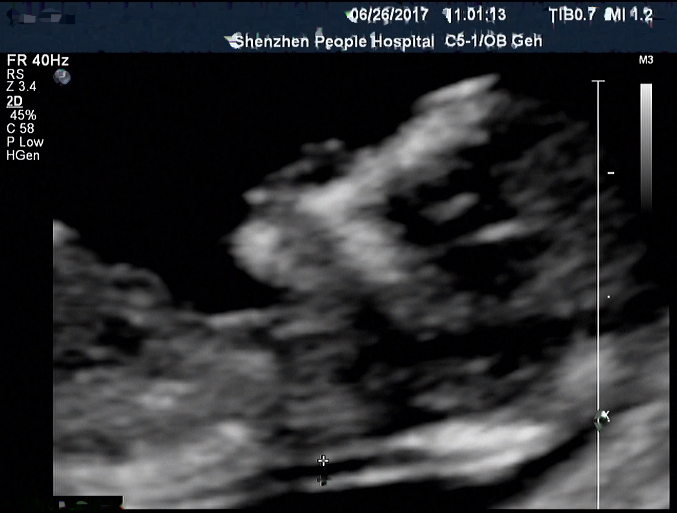 06/26/2017 11:01:13 TIB0.7 MI 1.2
Shenzhen People Hospital C5-1/OB Geh
FR 40Hz
M3
RS
Z 3.4
2D
45%
C 58
P Low
HGen